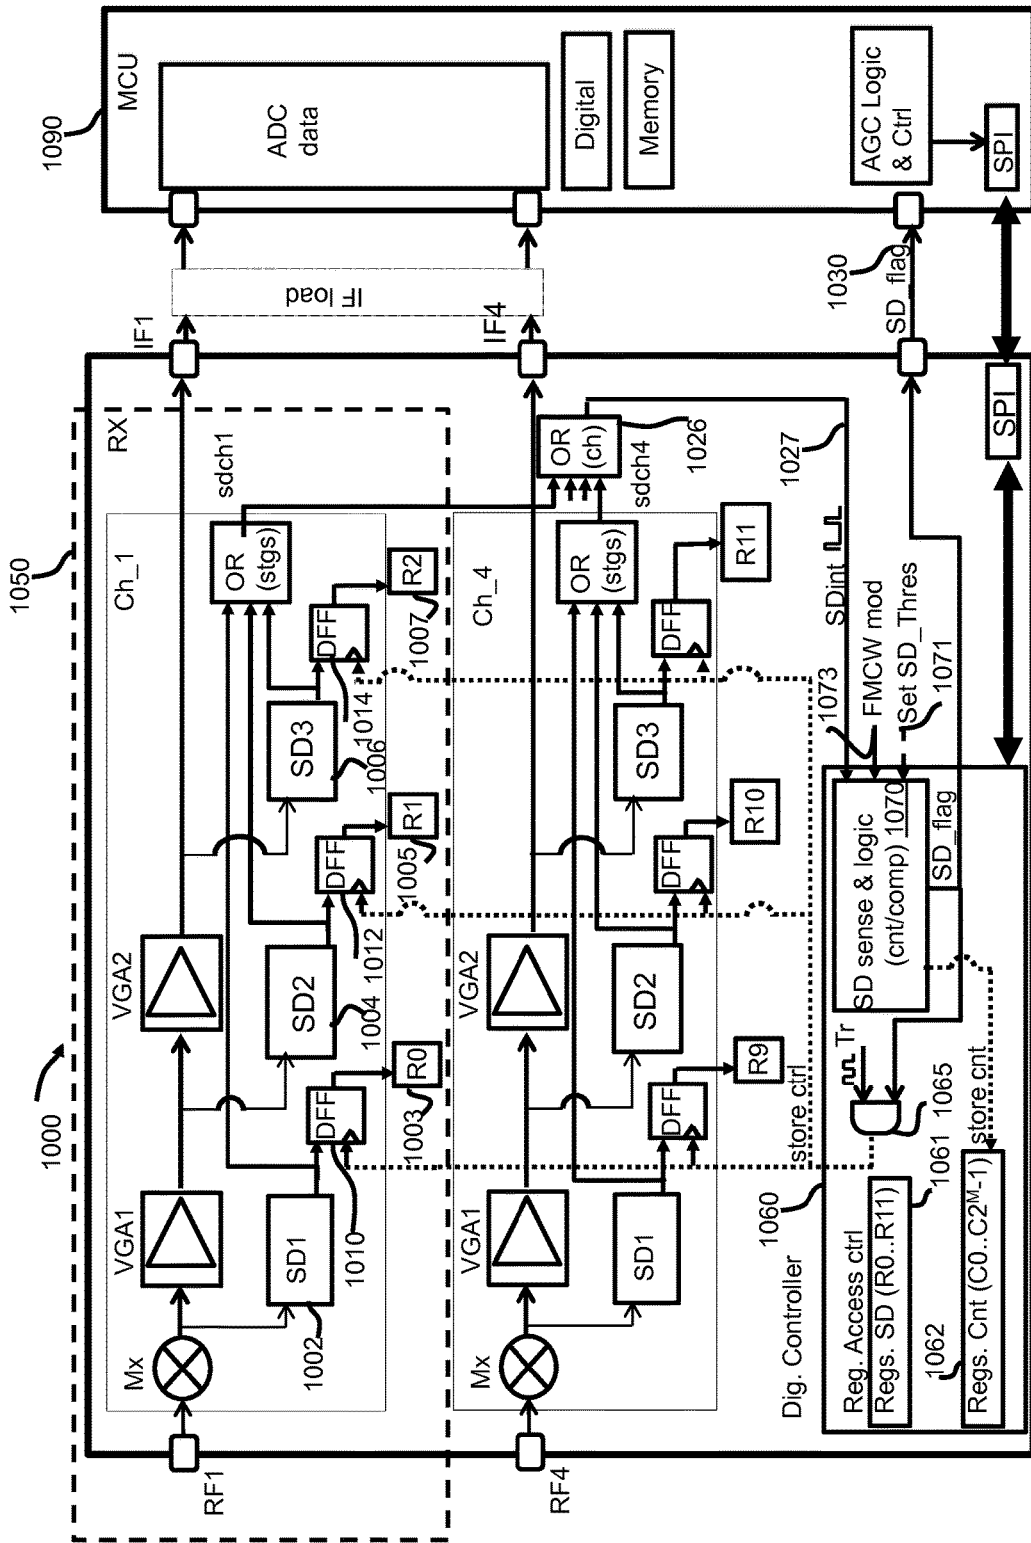 1000
1050
RX
RF1
Mx
VGA1
VGA2
IF1
Ch_1
SD1
1002
DFF
1010
R0
1003
SD2
1004
DFF
1012
R1
1005
SD3
1006
DFF
1014
R2
1007
OR
(stgs)
sdch1
RF4
Mx
VGA1
VGA2
IF4
Ch_4
SD1
DFF
R9
SD2
DFF
R10
SD3
DFF
R11
OR
(stgs)
sdch4
OR
(ch)
1026
1027
IF load
1090
MCU
ADC
data
Digital
Memory
AGC Logic
& Ctrl
SPI
1030
SD_flag
SPI
SDint
1073
FMCW mod
Set SD_Thres
1071
store ctrl
Dig. Controller
1060
Reg. Access ctrl
Regs. SD (R0..R11)
1061
1062
Regs. Cnt (C0..C2ᴹ-1)
store cnt
Tr
1065
SD sense & logic
(cnt/comp) 1070
SD_flag